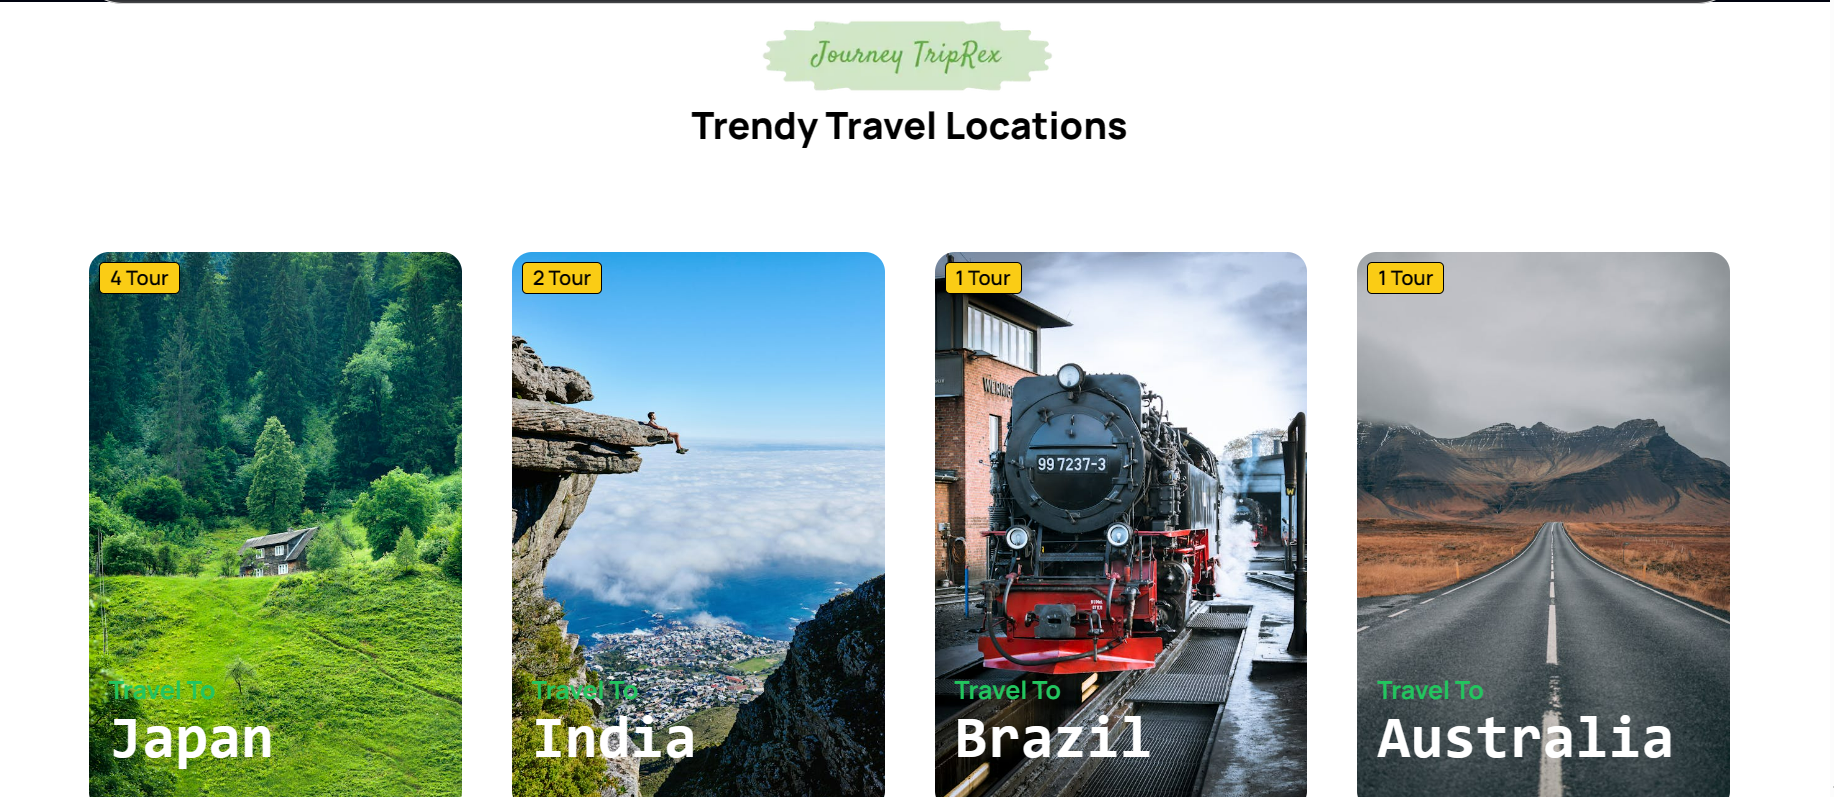 Journey TripRex
Trendy Travel Locations
4 Tour
Travel To
Japan
2 Tour
Travel To
India
1 Tour
WERNIG
99 7237-3
Travel To
Brazil
1 Tour
Travel To
Australia